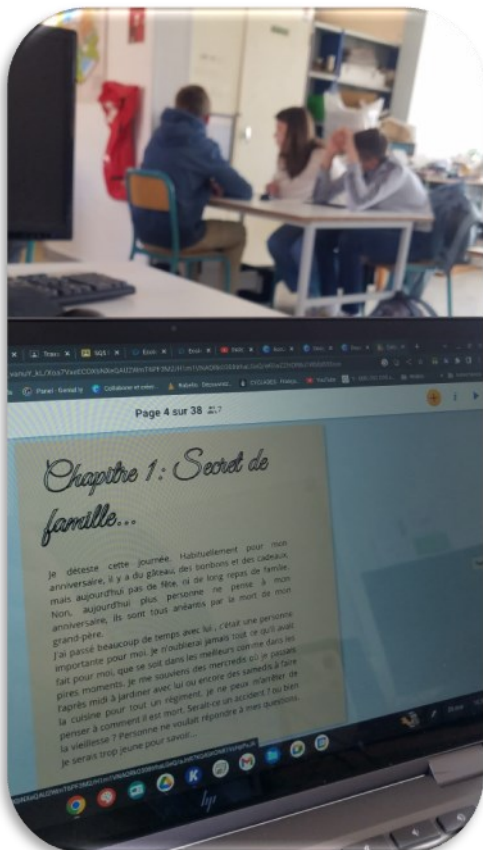 Page 4 sur 38
Chapitre 1 : Secret de
famille...
Je déteste cette journée. Habituellement pour mon
anniversaire, il y a du gâteau, des bonbons et des cadeaux,
mais aujourd'hui pas de fête, ni de long repas de famille.
Non, aujourd'hui plus personne ne pense à mon
anniversaire, ils sont tous anéantis par la mort de mon
grand-père.
J'ai passé beaucoup de temps avec lui , c'était une personne
importante pour moi. Je n'oublierai jamais tout ce qu'il avait
fait pour moi, que se soit dans les meilleurs comme dans les
pires moments. Je me souviens des mercredis où je passais
l'après midi à jardiner avec lui ou encore des samedis à faire
la cuisine pour tout un régiment. Je ne peux m'arrêter de
penser à comment il est mort. Serait-ce un accident ? ou bien
la vieillesse ? Personne ne voulait répondre à mes questions.
Je serais trop jeune pour savoir...
hp